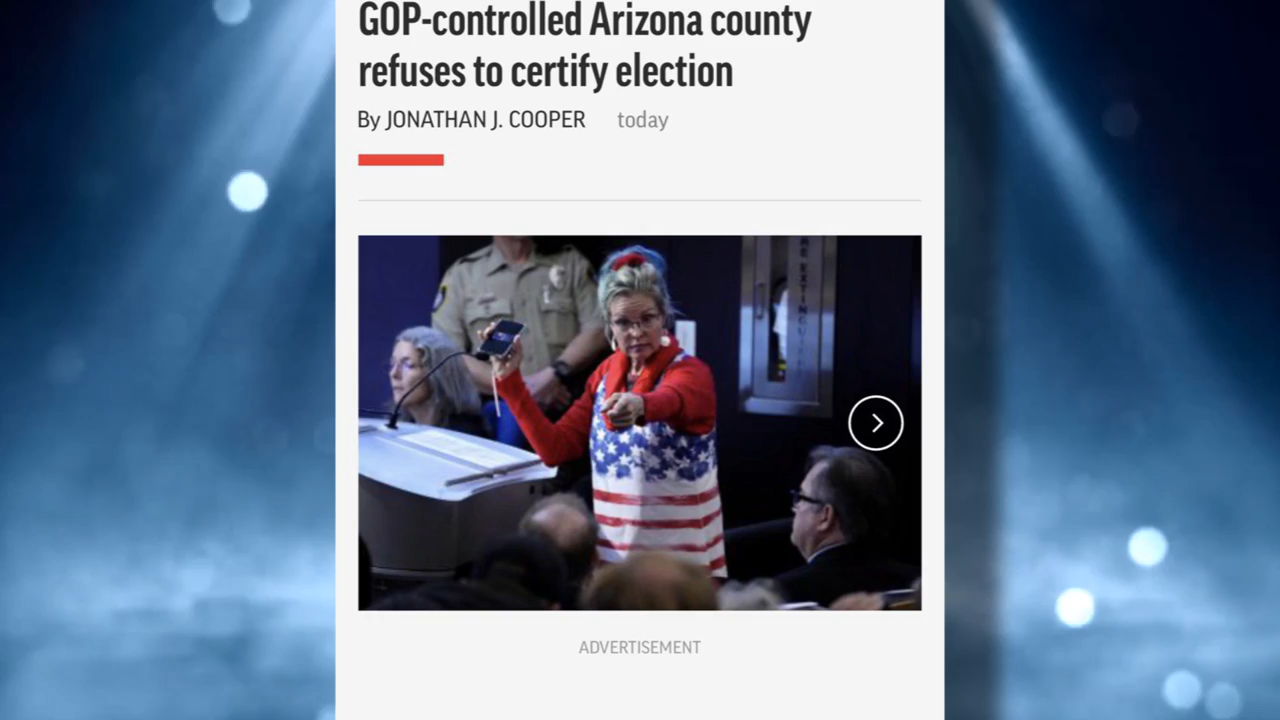 GOP-controlled Arizona county
refuses to certify election
By JONATHAN J. COOPER today
ADVERTISEMENT